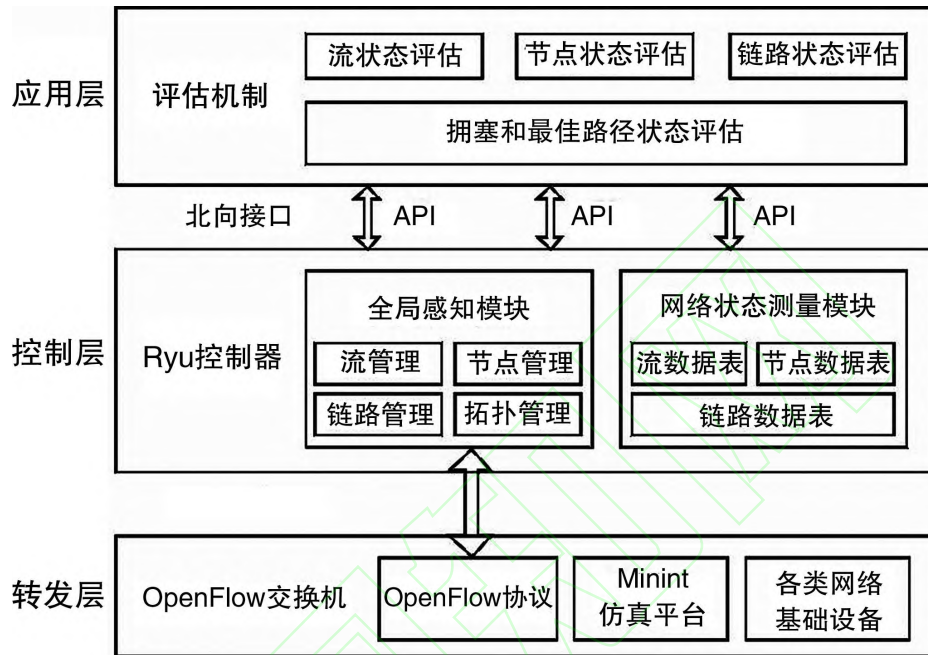 流状态评估
节点状态评估
链路状态评估
应用层
评估机制
拥塞和最佳路径状态评估
北向接口
API
API
API
全局感知模块
网络状态测量模块
控制层
Ryu控制器
流管理
节点管理
流数据表
节点数据表
链路管理
拓扑管理
链路数据表
转发层
OpenFlow交换机
OpenFlow协议
Minint
仿真平台
各类网络
基础设备